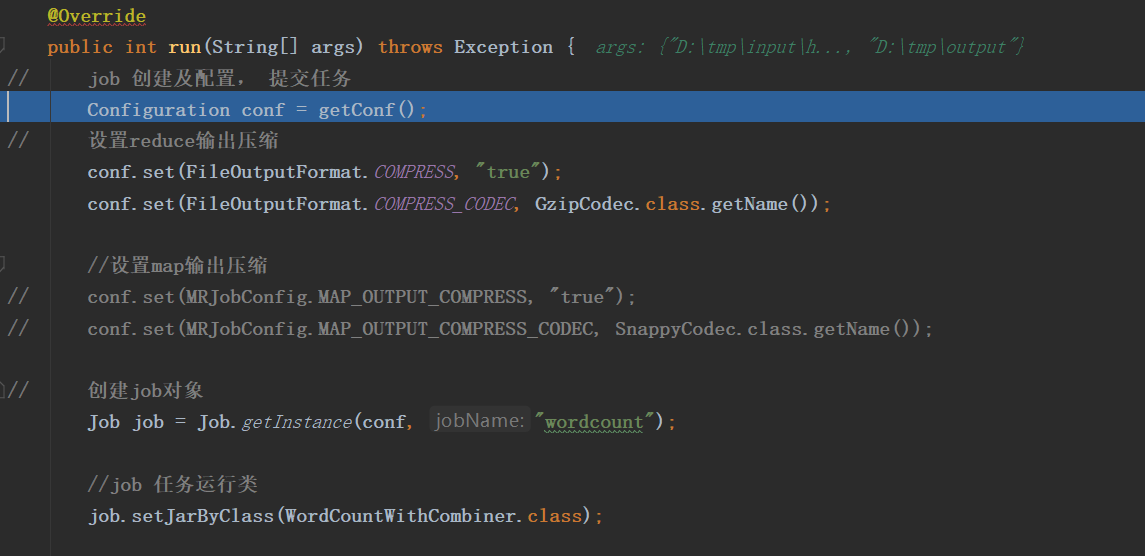 @Override
public int run(String[] args) throws Exception {  args: {"D:\tmp\input\h..., "D:\tmp\output"}
//      job 创建及配置， 提交任务
        Configuration conf = getConf();
//      设置reduce输出压缩
        conf.set(FileOutputFormat.COMPRESS, "true");
        conf.set(FileOutputFormat.COMPRESS_CODEC, GzipCodec.class.getName());
        //设置map输出压缩
//      conf.set(MRJobConfig.MAP_OUTPUT_COMPRESS, "true");
//      conf.set(MRJobConfig.MAP_OUTPUT_COMPRESS_CODEC, SnappyCodec.class.getName());
//      创建job对象
        Job job = Job.getInstance(conf, jobName: "wordcount");
        //job 任务运行类
        job.setJarByClass(WordCountWithCombiner.class);